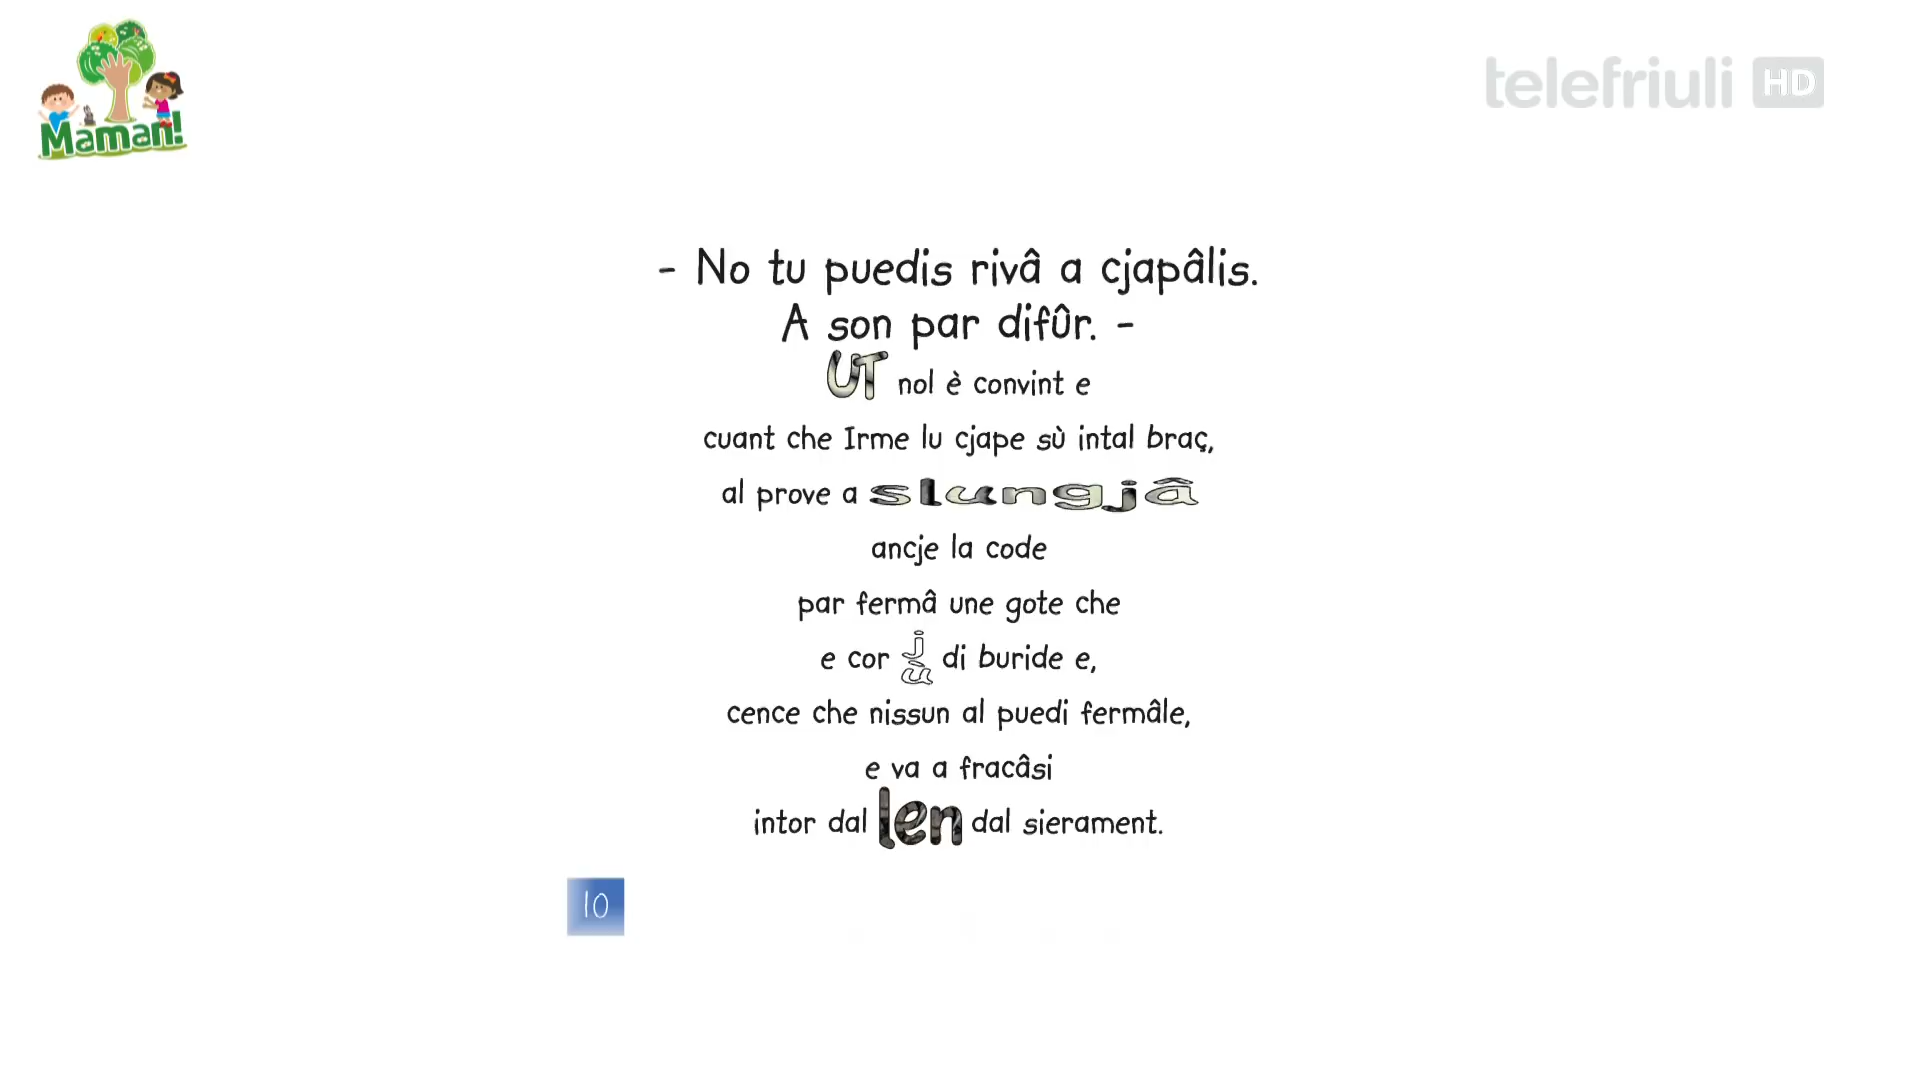 Maman!
telefriuli HD
- No tu puedis rivâ a cjapâlis.
A son par difûr. -
UT nol è convint e
cuant che Irme lu cjape sù intal braç,
al prove a slungjâ
ancje la code
par fermâ une gote che
e cor jù di buride e,
cence che nissun al puedi fermâle,
e va a fracâsi
intor dal len dal sierament.
10